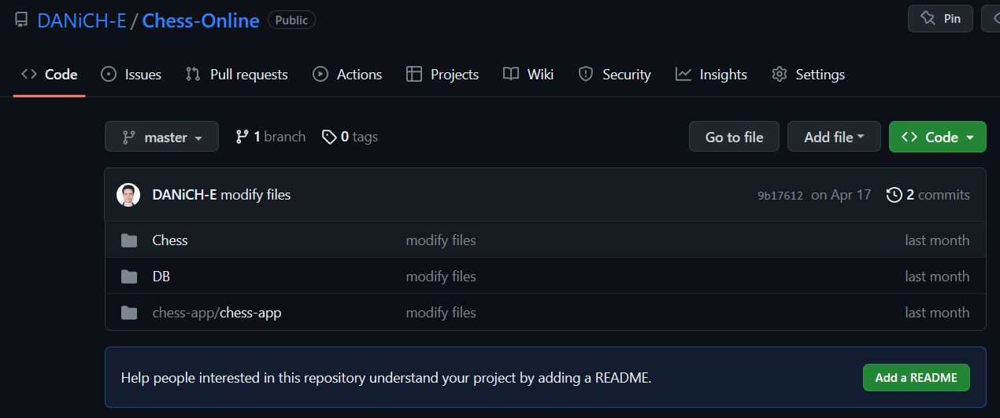 DANiCH-E / Chess-Online Public Pin
Code Issues Pull requests Actions Projects Wiki Security Insights Settings
master 1 branch 0 tags Go to file Add file Code
DANiCH-E modify files 9b17612 on Apr 17 2 commits
Chess modify files last month
DB modify files last month
chess-app/chess-app modify files last month
Help people interested in this repository understand your project by adding a README. Add a README